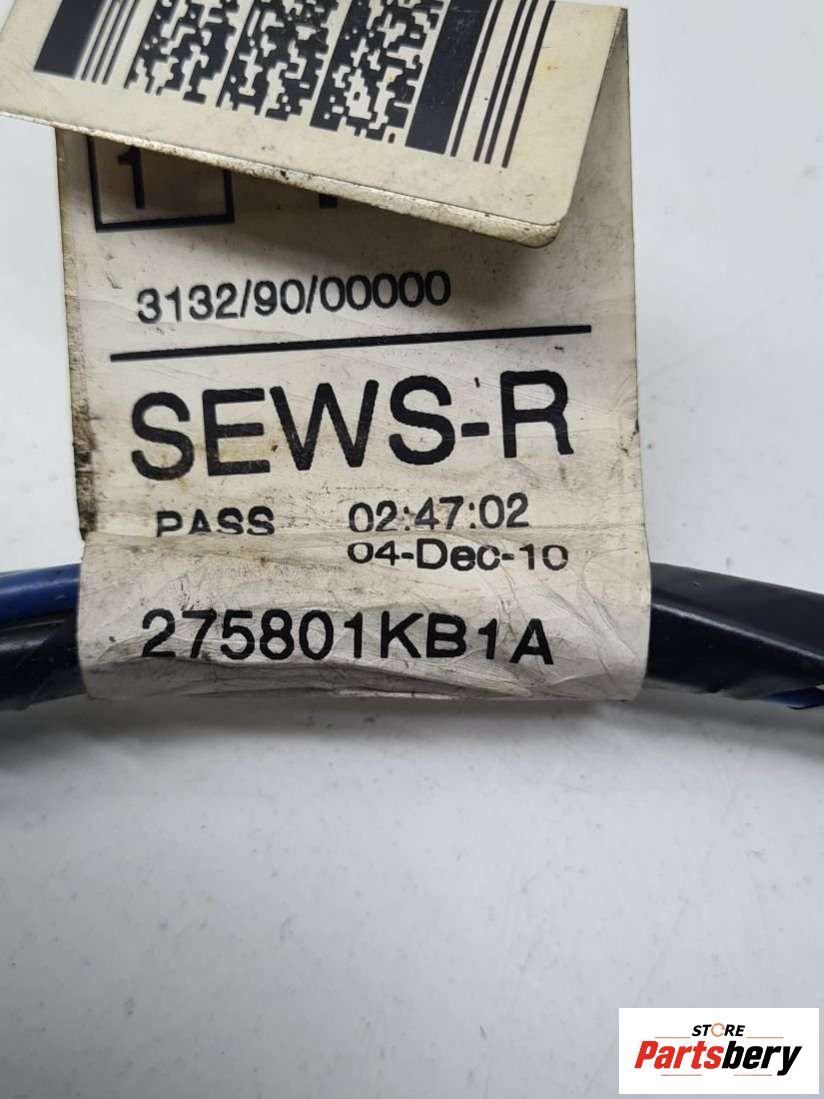 1
3132/90/00000
SEWS-R
PASS 02:47:02
04-Dec-10
275801KB1A
STORE
Partsbery